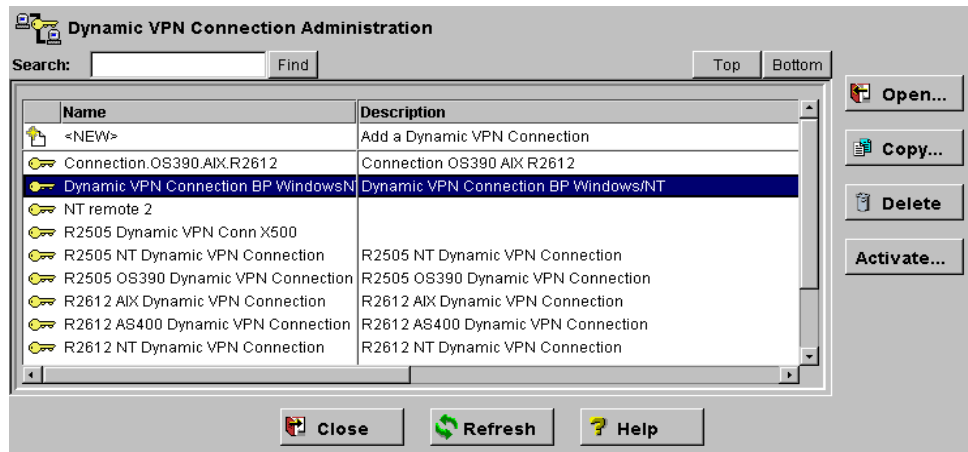 Dynamic VPN Connection Administration
Search: Find Top Bottom
Name Description
<NEW> Add a Dynamic VPN Connection
Connection.OS390.AIX.R2612 Connection OS390 AIX R2612
Dynamic VPN Connection BP WindowsN Dynamic VPN Connection BP Windows/NT
NT remote 2
R2505 Dynamic VPN Conn X500
R2505 NT Dynamic VPN Connection R2505 NT Dynamic VPN Connection
R2505 OS390 Dynamic VPN Connection R2505 OS390 Dynamic VPN Connection
R2612 AIX Dynamic VPN Connection R2612 AIX Dynamic VPN Connection
R2612 AS400 Dynamic VPN Connection R2612 AS400 Dynamic VPN Connection
R2612 NT Dynamic VPN Connection R2612 NT Dynamic VPN Connection
Open...
Copy...
Delete
Activate...
Close Refresh Help